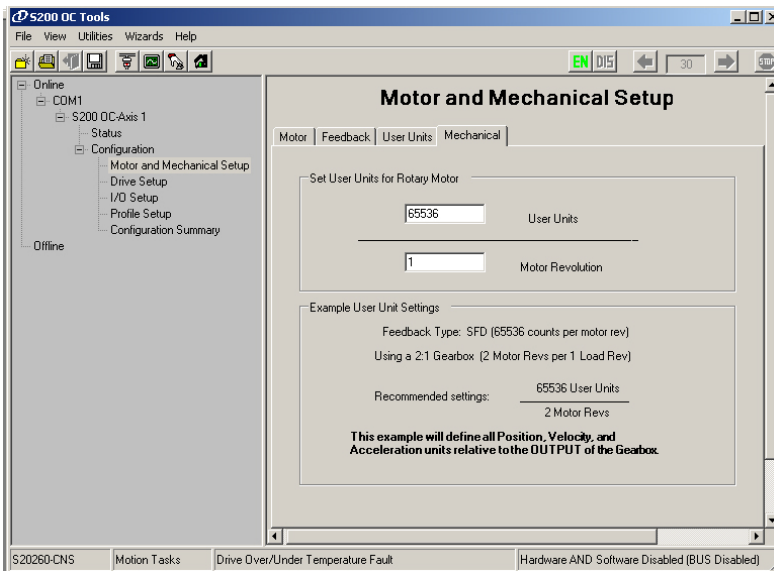 S200 OC Tools
File View Utilities Wizards Help
EN DIS 30 STOP
Online
COM1
S200 OC-Axis 1
Status
Configuration
Motor and Mechanical Setup
Drive Setup
I/O Setup
Profile Setup
Configuration Summary
Offline
Motor and Mechanical Setup
Motor Feedback User Units Mechanical
Set User Units for Rotary Motor
65536 User Units
1 Motor Revolution
Example User Unit Settings
Feedback Type: SFD (65536 counts per motor rev)
Using a 2:1 Gearbox (2 Motor Revs per 1 Load Rev)
Recommended settings: 65536 User Units
2 Motor Revs
This example will define all Position, Velocity, and
Acceleration units relative to the OUTPUT of the Gearbox.
S20260-CNS Motion Tasks Drive Over/Under Temperature Fault Hardware AND Software Disabled (BUS Disabled)